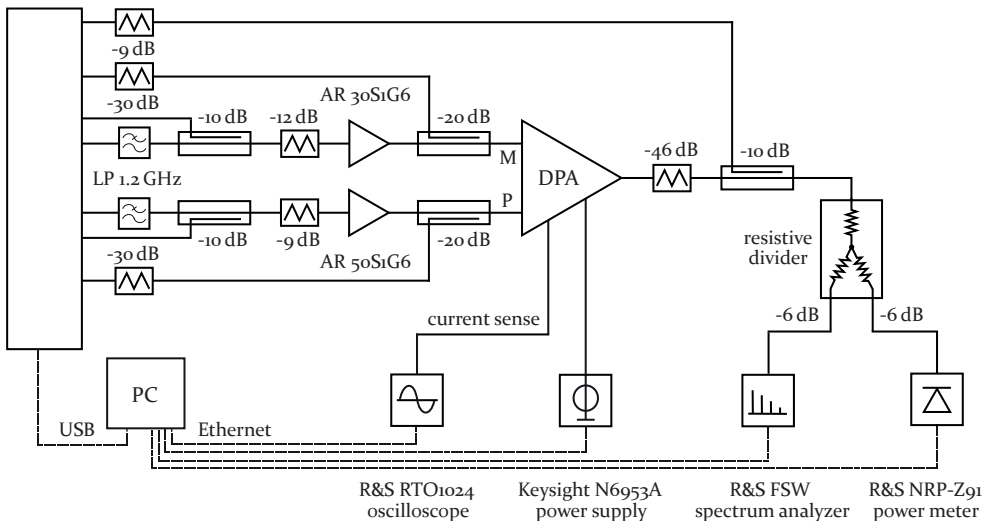 -9 dB
-30 dB
AR 30S1G6
-10 dB
-12 dB
-20 dB
M
LP 1.2 GHz
DPA
-46 dB
-10 dB
P
-10 dB
-9 dB
-20 dB
-30 dB
AR 50S1G6
resistive
divider
-6 dB
-6 dB
current sense
PC
USB
Ethernet
R&S RTO1024
oscilloscope
Keysight N6953A
power supply
R&S FSW
spectrum analyzer
R&S NRP-Z91
power meter